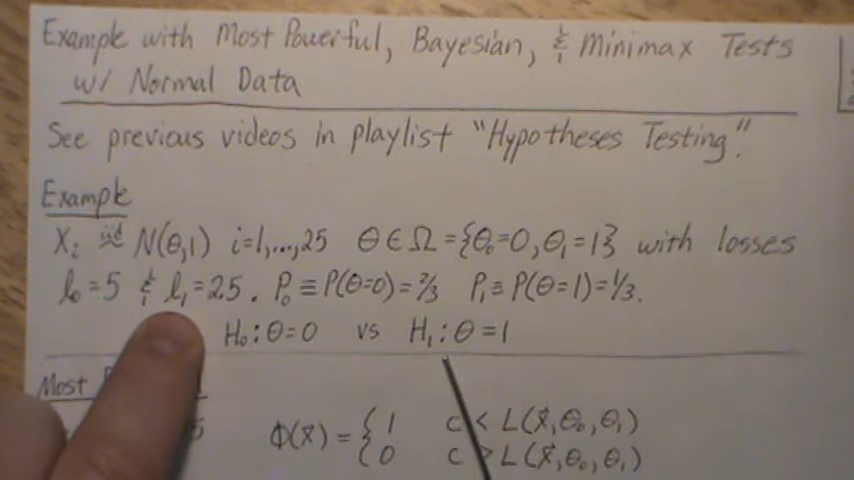 Example with Most Powerful, Bayesian, & Minimax Tests
w/ Normal Data
See previous videos in playlist "Hypotheses Testing".
Example
Xᵢ iid~ N(θ,1) i=1,...,25 θ∈Ω={θ₀=0,θ₁=1} with losses
l₀=5 & l₁=2.5. P₀≡P(θ=0)=2/3 P₁≡P(θ=1)=1/3.
H₀:θ=0 vs H₁:θ=1
Most
Φ(x⃗)={1 c<L(x⃗,θ₀,θ₁)
{0 c>L(x⃗,θ₀,θ₁)